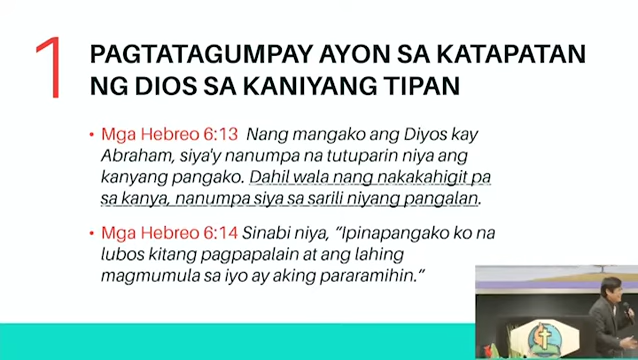 1
PAGTATAGUMPAY AYON SA KATAPATAN
NG DIOS SA KANIYANG TIPAN
• Mga Hebreo 6:13 Nang mangako ang Diyos kay
Abraham, siya'y nanumpa na tutuparin niya ang
kanyang pangako. Dahil wala nang nakakahigit pa
sa kanya, nanumpa siya sa sarili niyang pangalan.
• Mga Hebreo 6:14 Sinabi niya, “Ipinapangako ko na
lubos kitang pagpapalain at ang lahing
magmumula sa iyo ay aking pararamihin.”